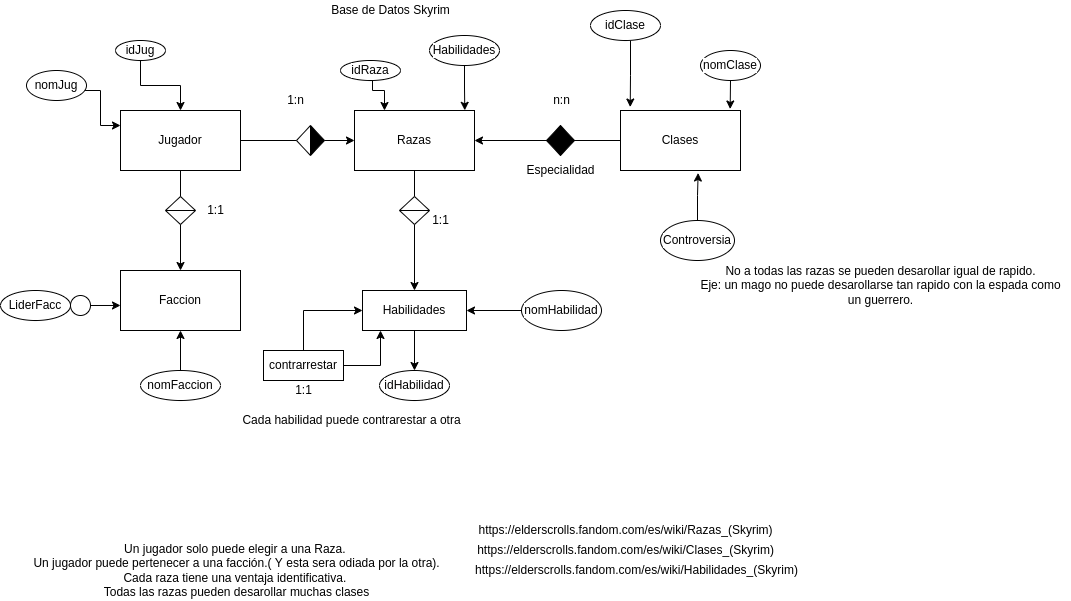 Base de Datos Skyrim
idClase
idJug
Habilidades
nomClase
idRaza
nomJug
1:n
n:n
Jugador
Razas
Clases
Especialidad
1:1
1:1
Controversia
No a todas las razas se pueden desarollar igual de rapido.
Eje: un mago no puede desarollarse tan rapido con la espada como
un guerrero.
LiderFacc
Faccion
Habilidades
nomHabilidad
contrarrestar
1:1
nomFaccion
idHabilidad
Cada habilidad puede contrarestar a otra
https://elderscrolls.fandom.com/es/wiki/Razas_(Skyrim)
https://elderscrolls.fandom.com/es/wiki/Clases_(Skyrim)
https://elderscrolls.fandom.com/es/wiki/Habilidades_(Skyrim)
Un jugador solo puede elegir a una Raza.
Un jugador puede pertenecer a una facción.( Y esta sera odiada por la otra).
Cada raza tiene una ventaja identificativa.
Todas las razas pueden desarollar muchas clases